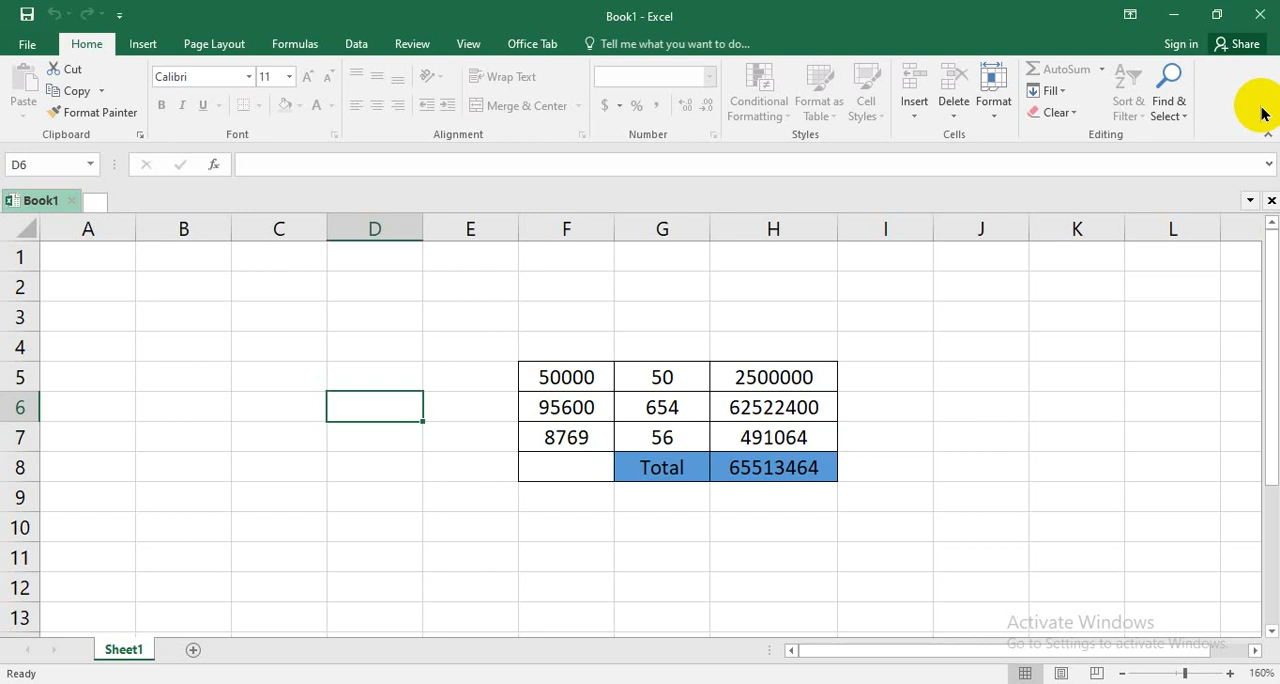 Book1 - Excel
File Home Insert Page Layout Formulas Data Review View Office Tab Tell me what you want to do... Sign in Share
Paste
Cut
Copy
Format Painter
Clipboard
Calibri 11
B I U A
Font
Wrap Text
Merge & Center
Alignment
$ % ,
Number
Conditional Formatting
Format as Table
Cell Styles
Styles
Insert Delete Format
Cells
AutoSum
Fill
Clear
Sort & Filter
Find & Select
Editing
D6 fx
Book1
A B C D E F G H I J K L
1
2
3
4
5 50000 50 2500000
6 95600 654 62522400
7 8769 56 491064
8 Total 65513464
9
10
11
12
13
Activate Windows
Go to Settings to activate Windows.
Sheet1
Ready 160%